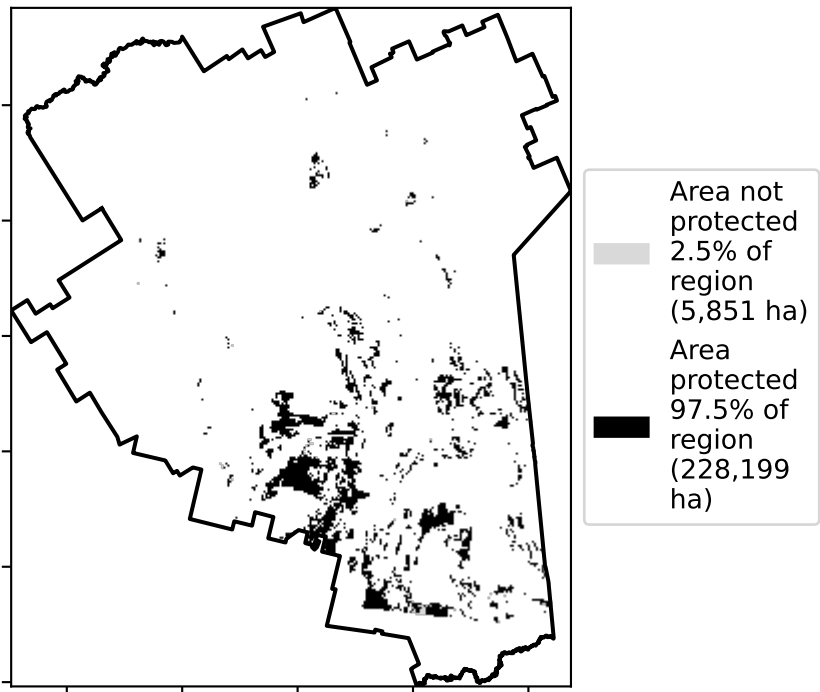 Area not
protected
2.5% of
region
(5,851 ha)
Area
protected
97.5% of
region
(228,199
ha)